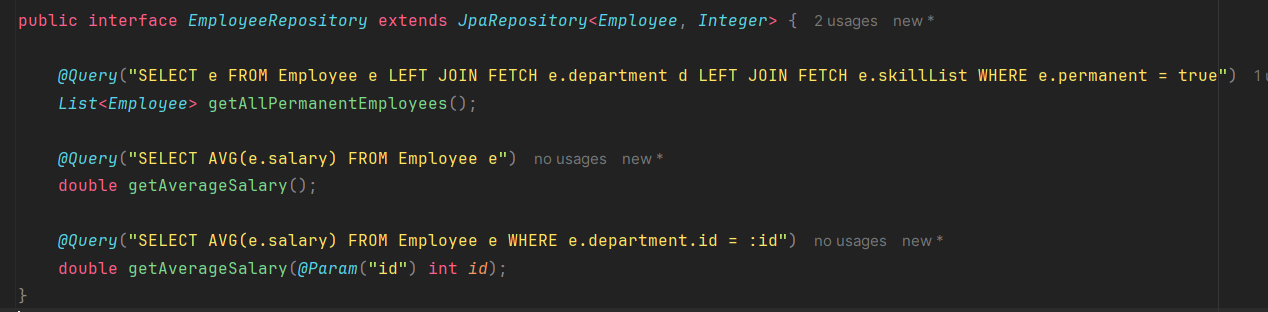 public interface EmployeeRepository extends JpaRepository<Employee, Integer> {  2 usages  new *
@Query("SELECT e FROM Employee e LEFT JOIN FETCH e.department d LEFT JOIN FETCH e.skillList WHERE e.permanent = true")  1
List<Employee> getAllPermanentEmployees();
@Query("SELECT AVG(e.salary) FROM Employee e")  no usages  new *
double getAverageSalary();
@Query("SELECT AVG(e.salary) FROM Employee e WHERE e.department.id = :id")  no usages  new *
double getAverageSalary(@Param("id") int id);
}